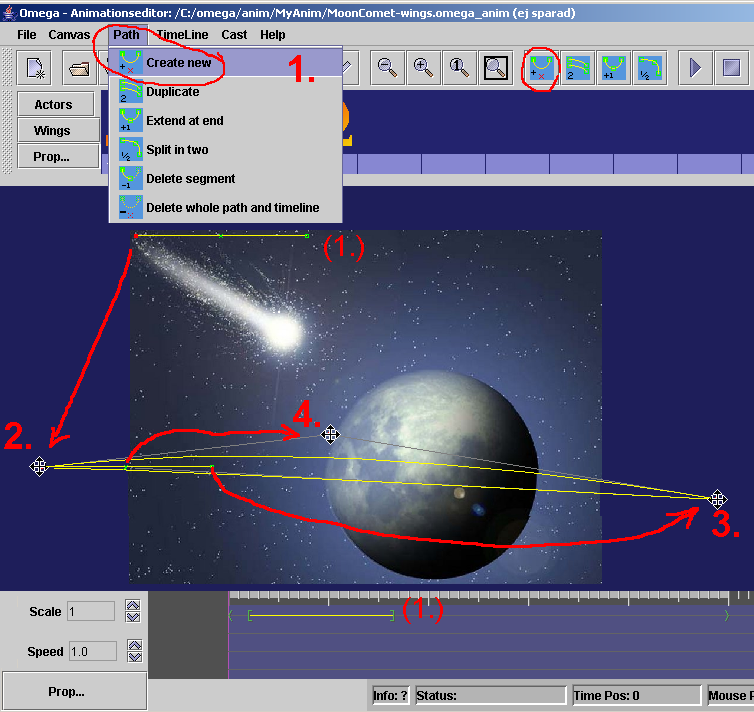 Omega - Animationseditor: /C:/omega/anim/MyAnim/MoonComet-wings.omega_anim (ej sparad)
File Canvas Path TimeLine Cast Help
Create new
1.
Duplicate
Extend at end
Split in two
Delete segment
Delete whole path and timeline
Actors
Wings
Prop...
(1.)
2.
4.
3.
Scale 1
(1.)
Speed 1.0
Prop...
Info: ? Status: Time Pos: 0 Mouse